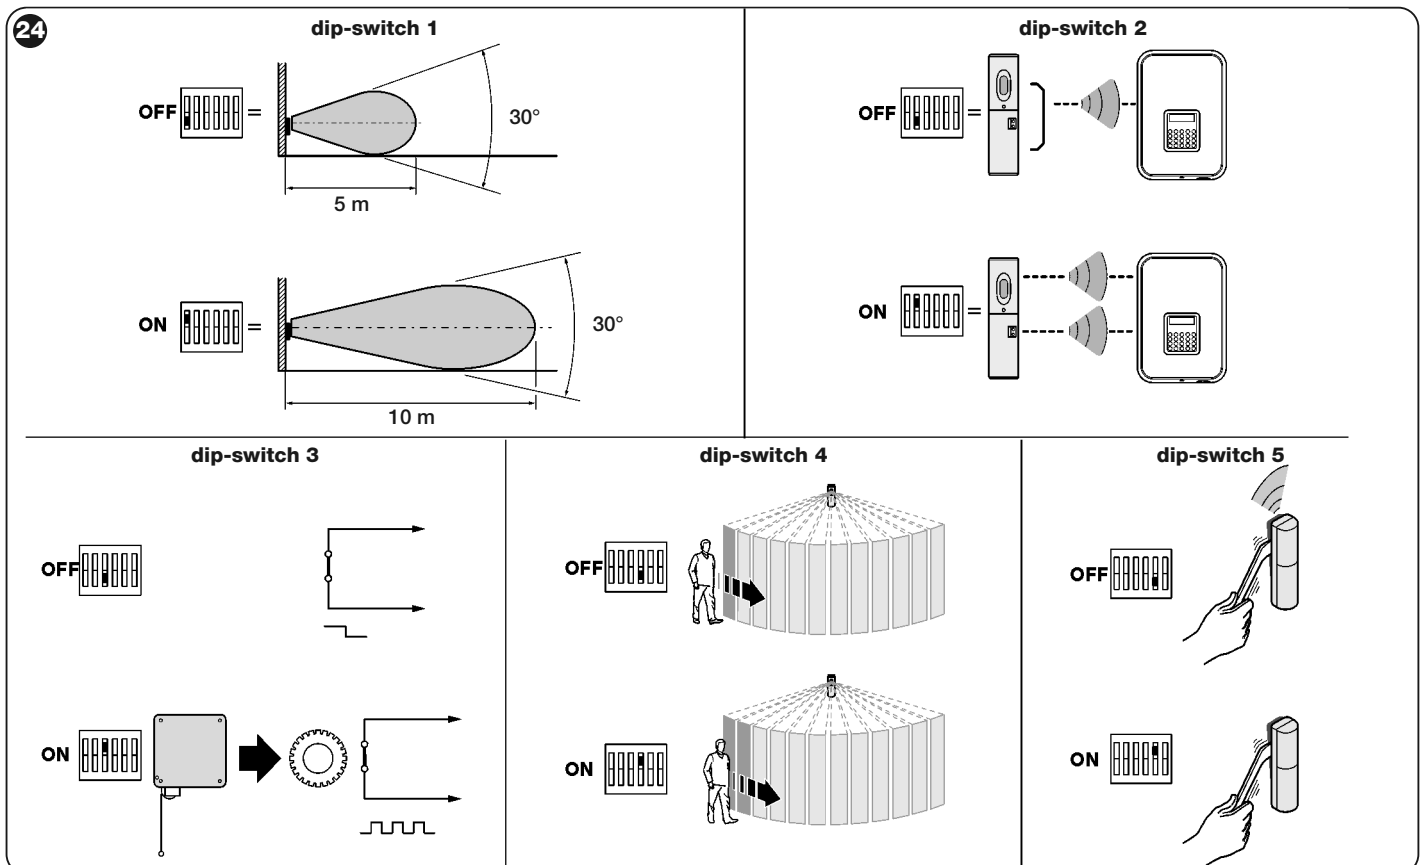 24
dip-switch 1
OFF
=
30°
5 m
ON
=
30°
10 m
dip-switch 2
OFF
=
ON
=
dip-switch 3
OFF
ON
dip-switch 4
OFF
ON
dip-switch 5
OFF
ON